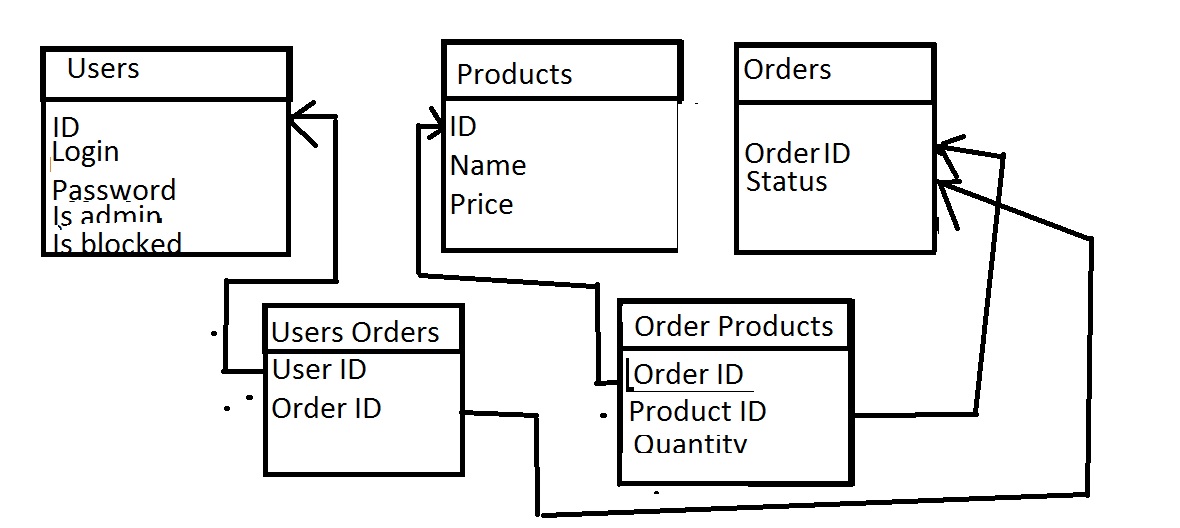 Users
ID
Login
Password
Is admin
Is blocked
Products
ID
Name
Price
Orders
Order ID
Status
Users Orders
User ID
Order ID
Order Products
Order ID
Product ID
Quantity